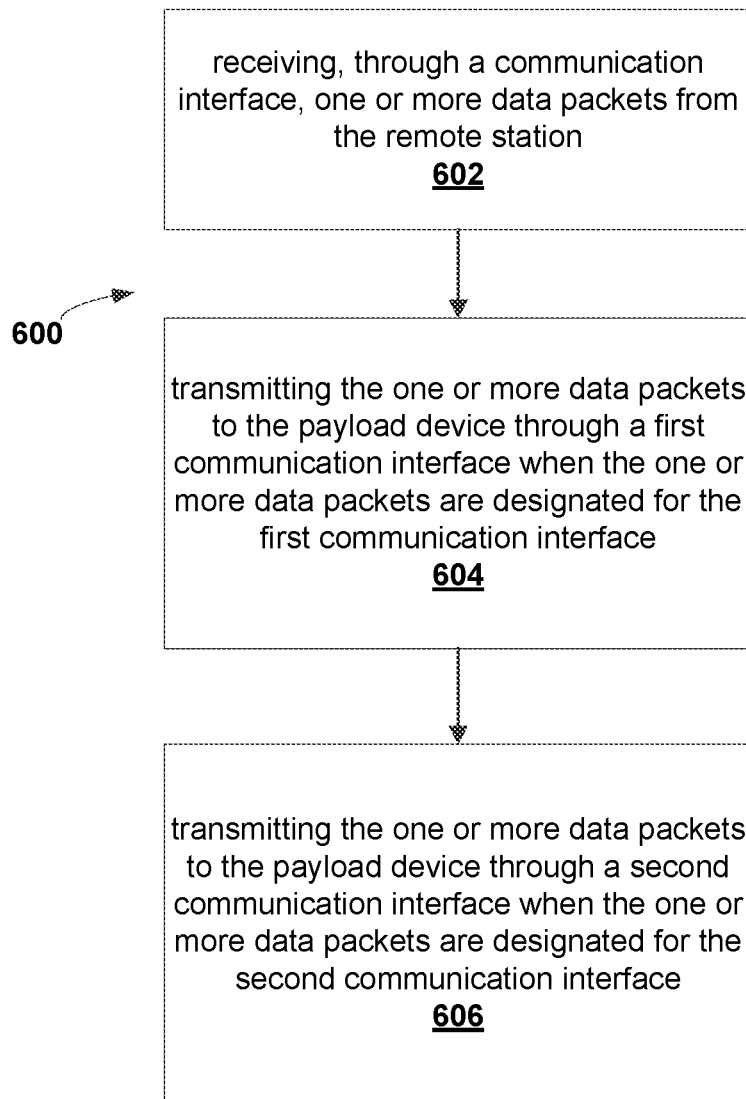 receiving, through a communication
interface, one or more data packets from
the remote station
602
600
transmitting the one or more data packets
to the payload device through a first
communication interface when the one or
more data packets are designated for the
first communication interface
604
transmitting the one or more data packets
to the payload device through a second
communication interface when the one or
more data packets are designated for the
second communication interface
606